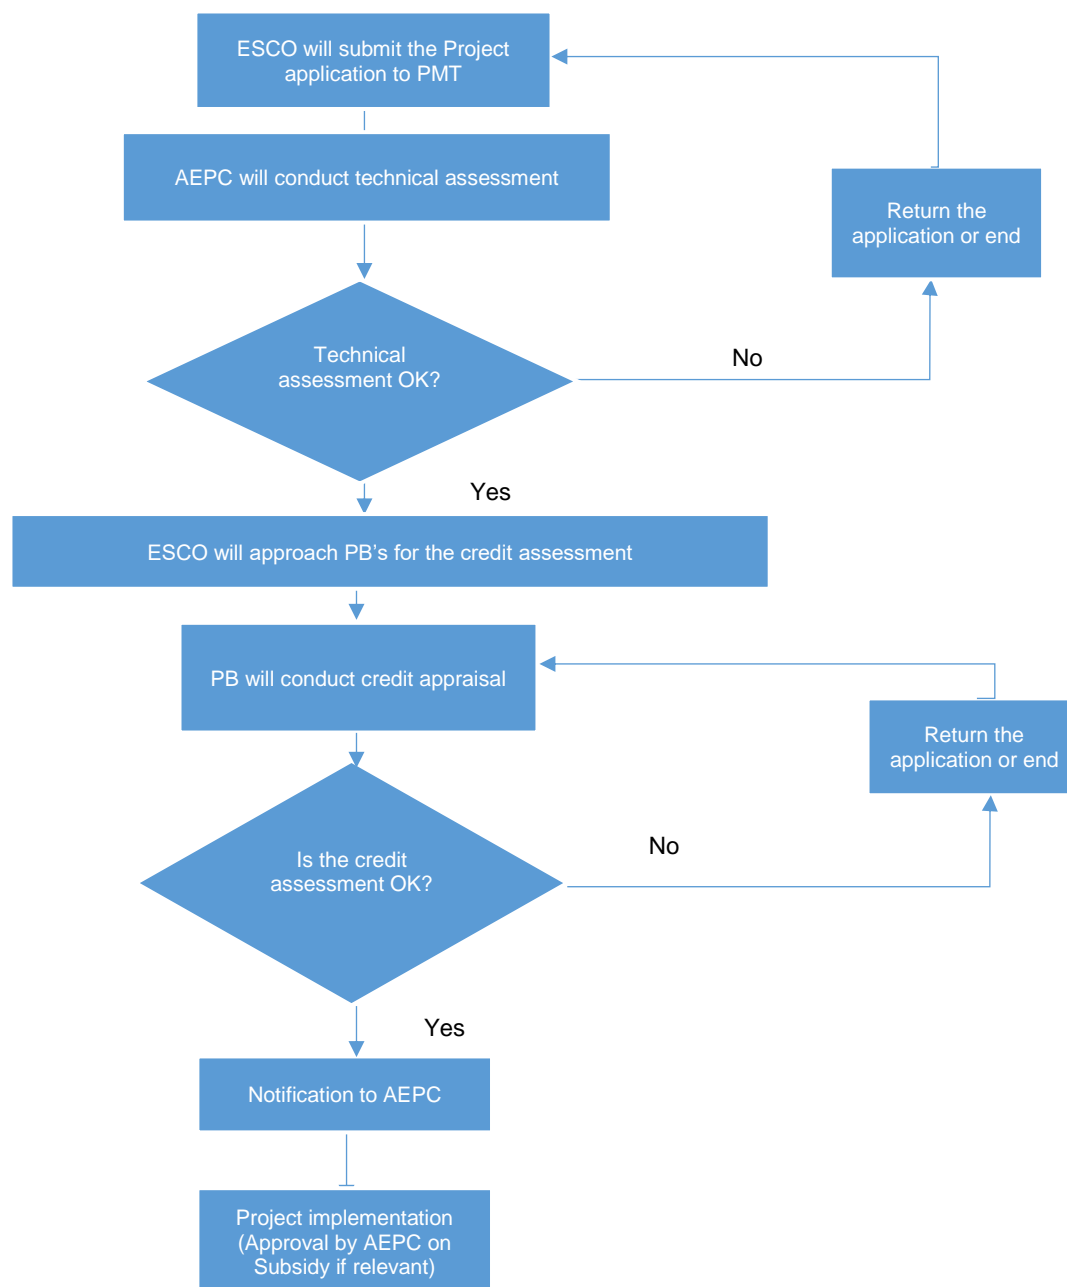 ESCO will submit the Project
application to PMT
AEPC will conduct technical assessment
Return the
application or end
Technical
assessment OK?
No
Yes
ESCO will approach PB's for the credit assessment
PB will conduct credit appraisal
Return the
application or end
Is the credit
assessment OK?
No
Yes
Notification to AEPC
Project implementation
(Approval by AEPC on
Subsidy if relevant)